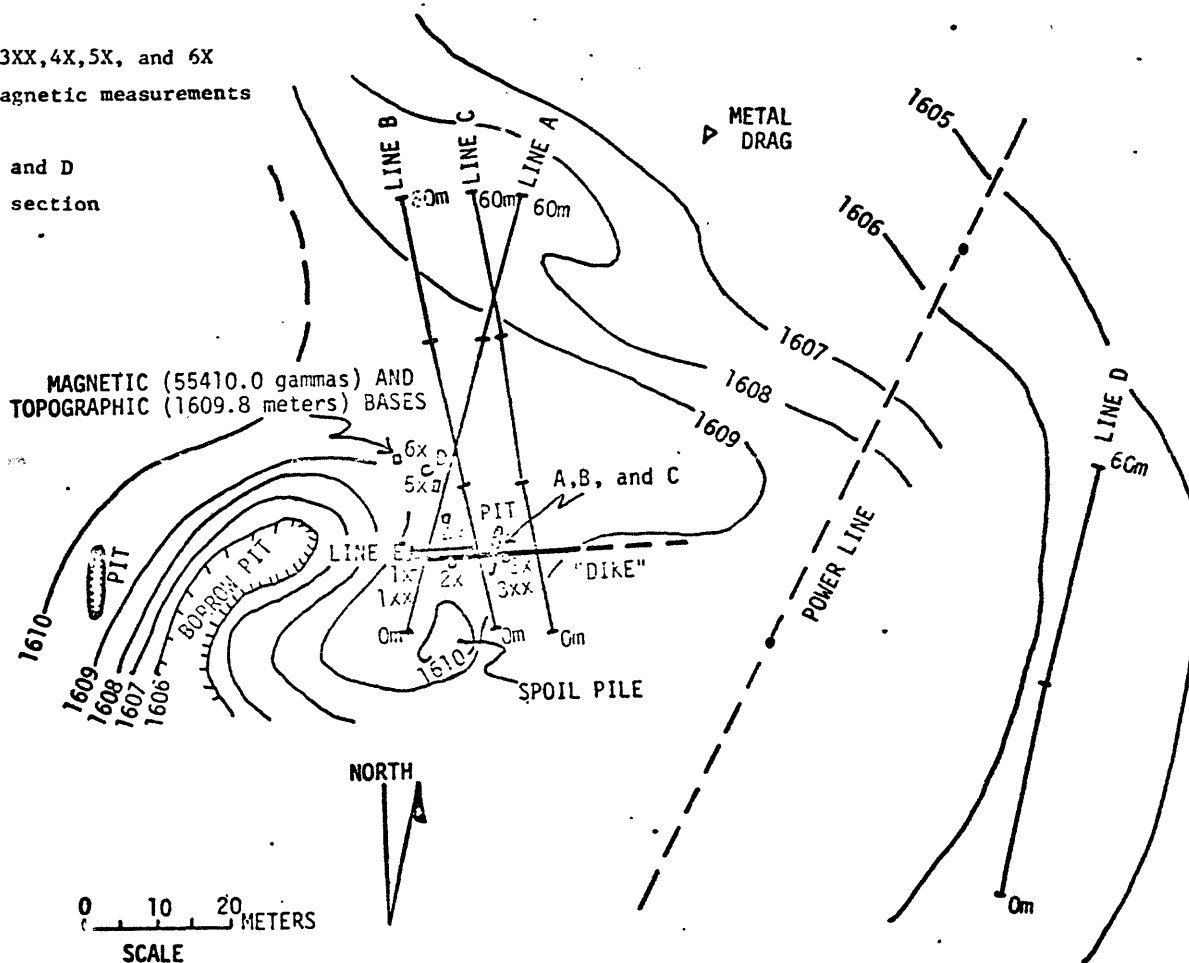 3XX,4X,5X, and 6X
agnetic measurements
and D
section
LINE B
LINE C
LINE A
60m
60m
METAL
DRAG
1605
1606
1607
1608
1609
LINE D
MAGNETIC (55410.0 gammas) AND
TOPOGRAPHIC (1609.8 meters) BASES
6x
5x
A,B, and C
PIT
LINE E
1x
2x
1xx
3xx
"DIKE"
PIT
BORROW PIT
POWER LINE
0m
0m
0m
1610
1610
1609
1608
1607
1606
SPOIL PILE
NORTH
0m
0 10 20 METERS
SCALE